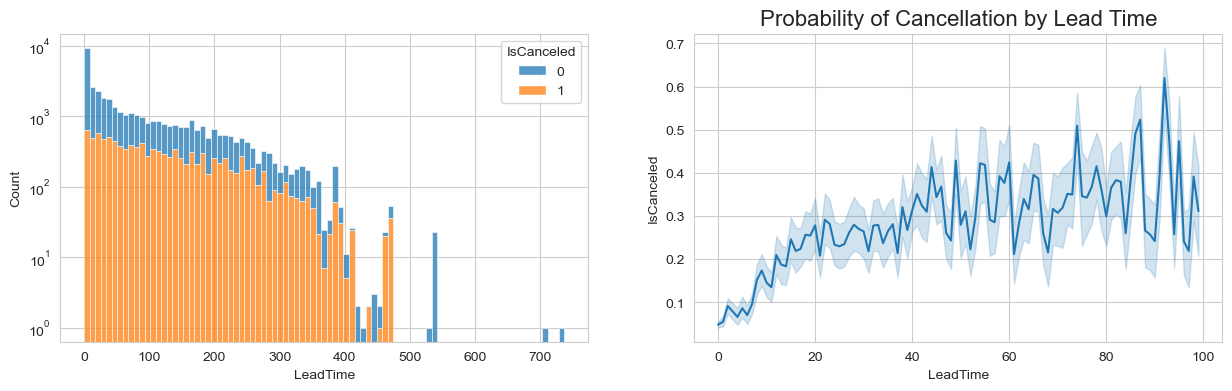 IsCanceled
0
1
10^4
10^3
10^2
10^1
10^0
Count
0 100 200 300 400 500 600 700
LeadTime
Probability of Cancellation by Lead Time
0.7
0.6
0.5
0.4
0.3
0.2
0.1
IsCanceled
0 20 40 60 80 100
LeadTime